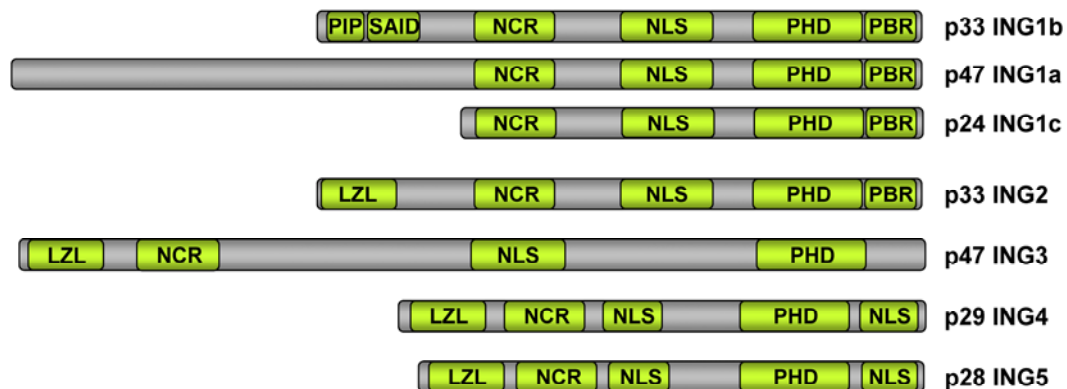 PIP SAID NCR NLS PHD PBR p33 ING1b
NCR NLS PHD PBR p47 ING1a
NCR NLS PHD PBR p24 ING1c
LZL NCR NLS PHD PBR p33 ING2
LZL NCR NLS PHD p47 ING3
LZL NCR NLS PHD NLS p29 ING4
LZL NCR NLS PHD NLS p28 ING5